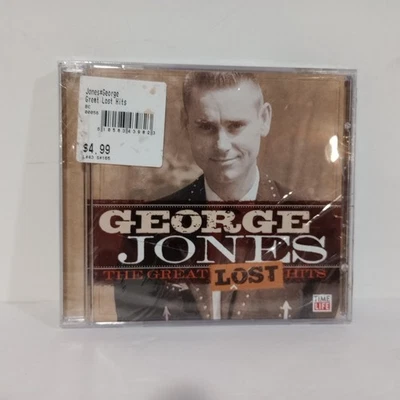 Jones*George
Great Lost Hits
$4.99
GEORGE
JONES
THE GREAT LOST HITS
TIME
LIFE